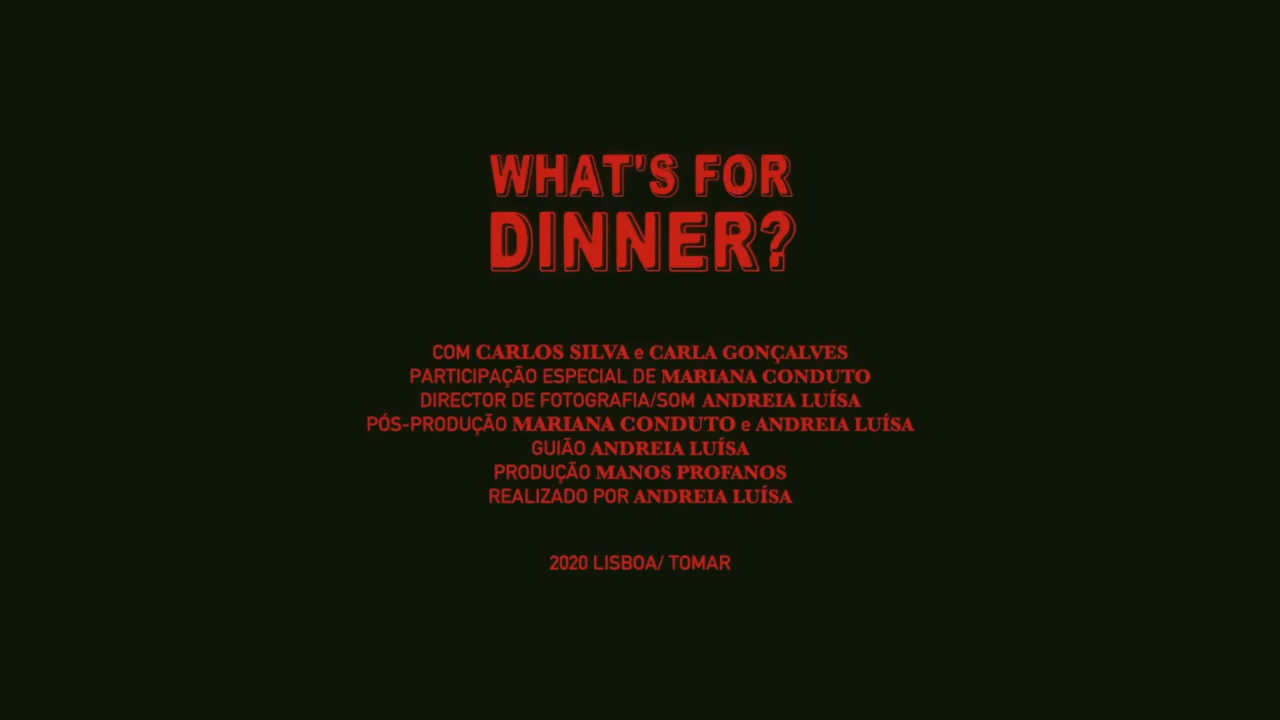 WHAT'S FOR
DINNER?
COM CARLOS SILVA e CARLA GONÇALVES
PARTICIPAÇÃO ESPECIAL DE MARIANA CONDUTO
DIRECTOR DE FOTOGRAFIA/SOM ANDREIA LUÍSA
PÓS-PRODUÇÃO MARIANA CONDUTO e ANDREIA LUÍSA
GUIÃO ANDREIA LUÍSA
PRODUÇÃO MANOS PROFANOS
REALIZADO POR ANDREIA LUÍSA
2020 LISBOA/ TOMAR